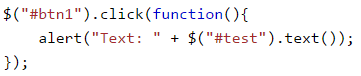 $("#btn1").click(function(){
    alert("Text: " + $("#test").text());
});